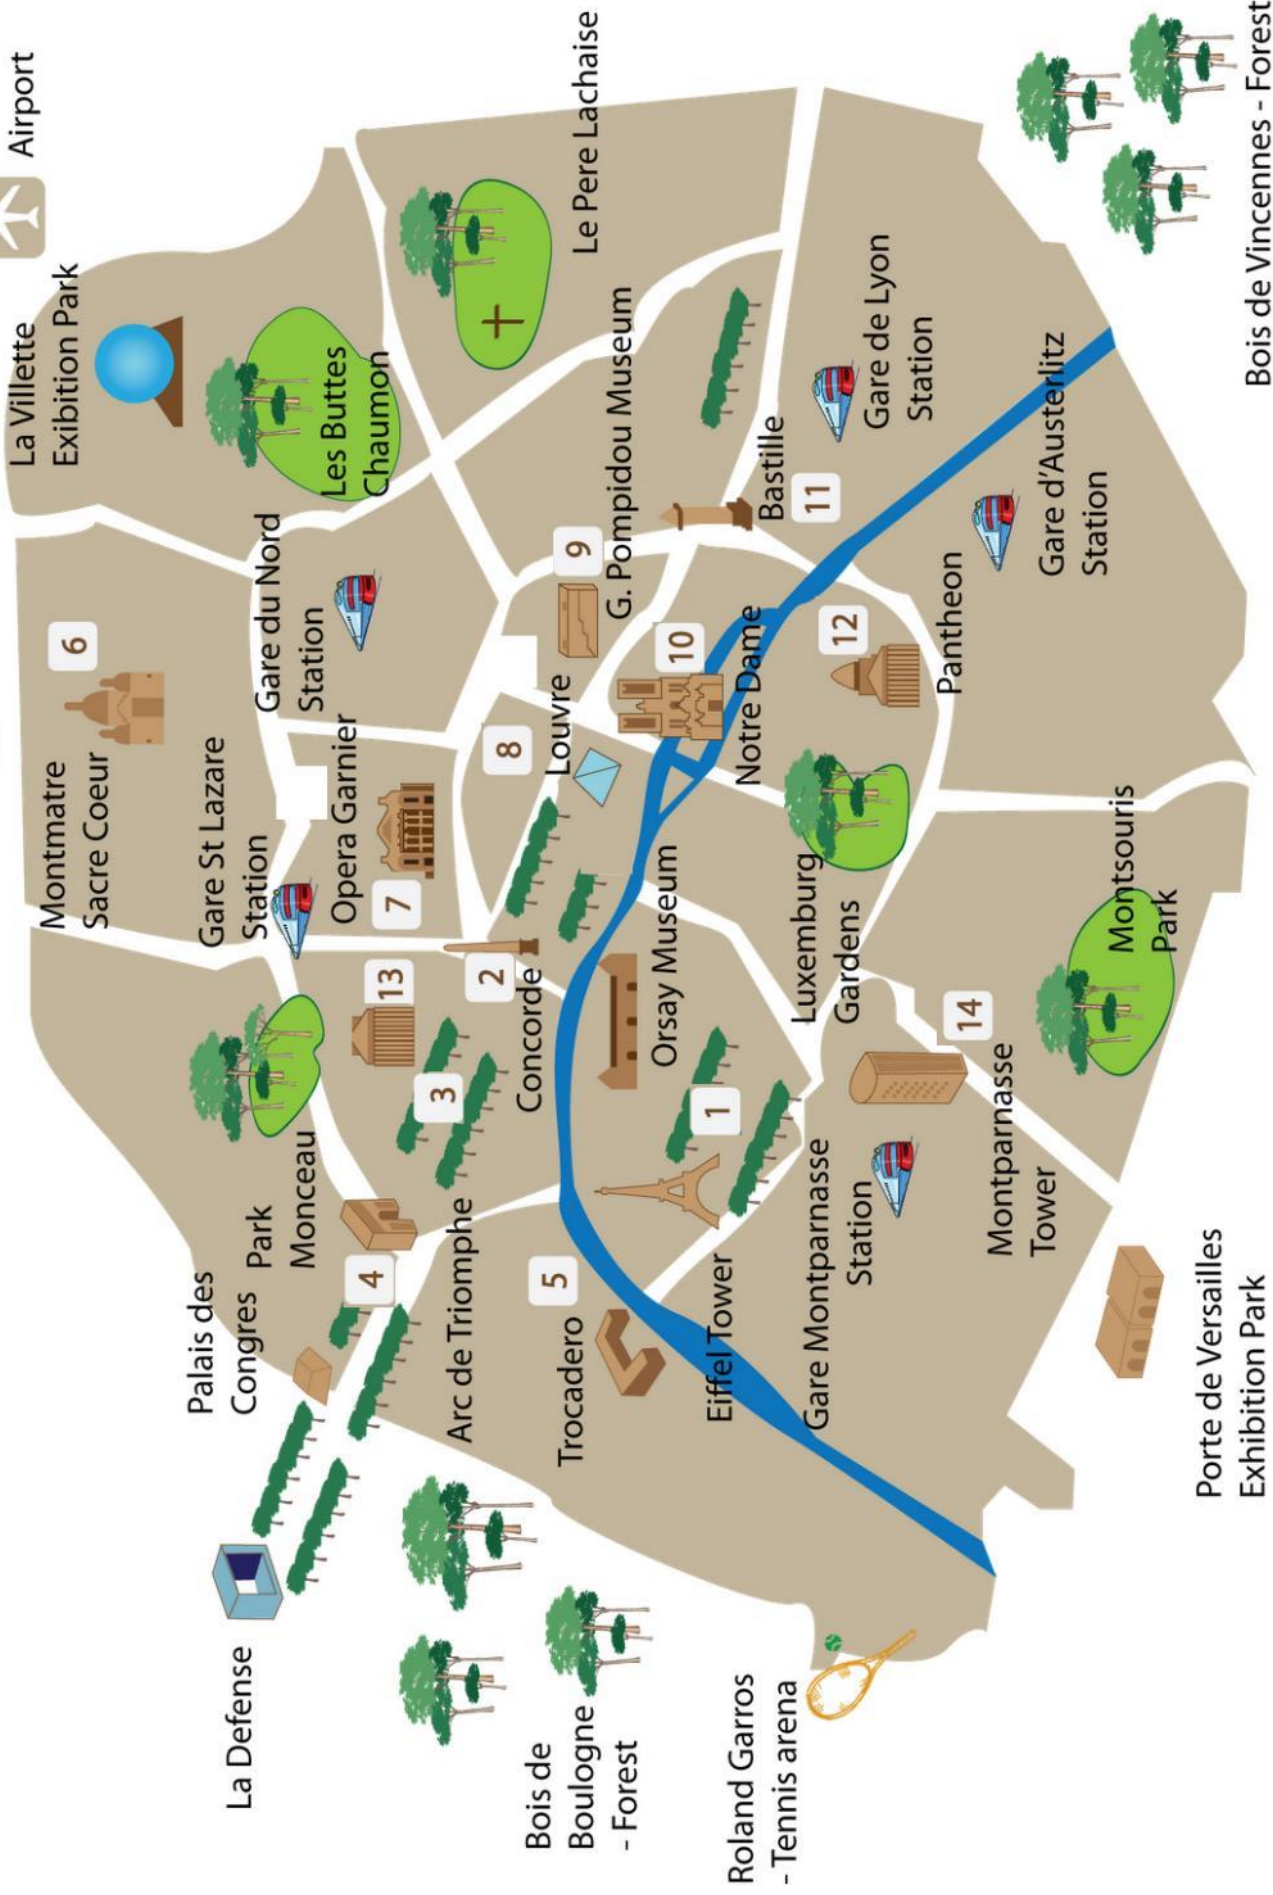 Airport
La Villette
Exibition Park
Montmatre
Sacre Coeur
6
Les Buttes
Chaumon
Gare du Nord
Station
Gare St Lazare
Station
Palais des
Congres
Park
Monceau
La Defense
Opera Garnier
7
13
4
Le Pere Lachaise
G. Pompidou Museum
9
Louvre
8
2
Concorde
3
Arc de Triomphe
5
Trocadero
Bois de
Boulogne
- Forest
Bastille
11
10
Notre Dame
Orsay Museum
1
Eiffel Tower
Roland Garros
- Tennis arena
Gare de Lyon
Station
12
Pantheon
Luxemburg
Gardens
Gare Montparnasse
Station
Gare d'Austerlitz
Station
14
Montparnasse
Tower
Montsouris
Park
Bois de Vincennes - Forest
Porte de Versailles
Exhibition Park